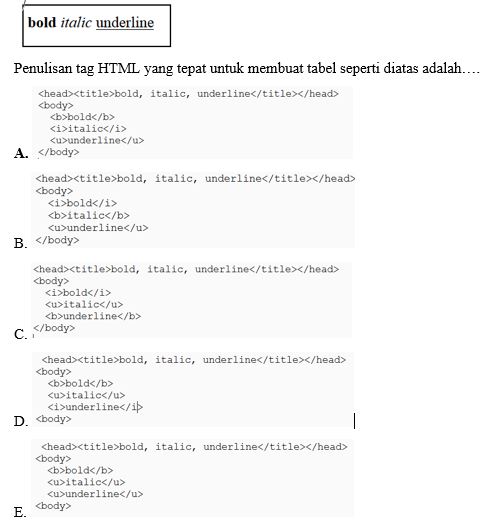 bold italic underline
Penulisan tag HTML yang tepat untuk membuat tabel seperti diatas adalah….
<head><title>bold, italic, underline</title></head>
<body>
<b>bold</b>
<i>italic</i>
<u>underline</u>
A. </body>
<head><title>bold, italic, underline</title></head>
<body>
<i>bold</i>
<b>italic</b>
<u>underline</u>
B. </body>
<head><title>bold, italic, underline</title></head>
<body>
<i>bold</i>
<u>italic</u>
<b>underline</b>
C. </body>
<head><title>bold, italic, underline</title></head>
<body>
<b>bold</b>
<u>italic</u>
<i>underline</i>
D. <body>
<head><title>bold, italic, underline</title></head>
<body>
<b>bold</b>
<u>italic</u>
<u>underline</u>
E. <body>